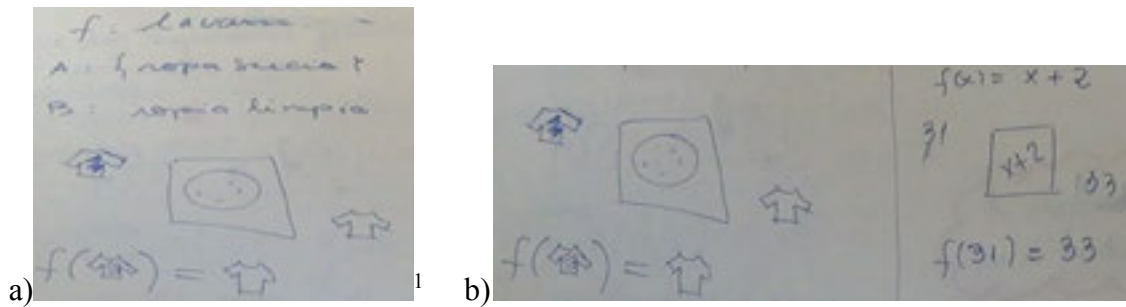 f: lavarropa
A: {ropa sucia}
B: ropa limpia
f( ) =
a)
1
b)
f( ) =
f(x) = x + 2
31
x+2
33
f(31) = 33